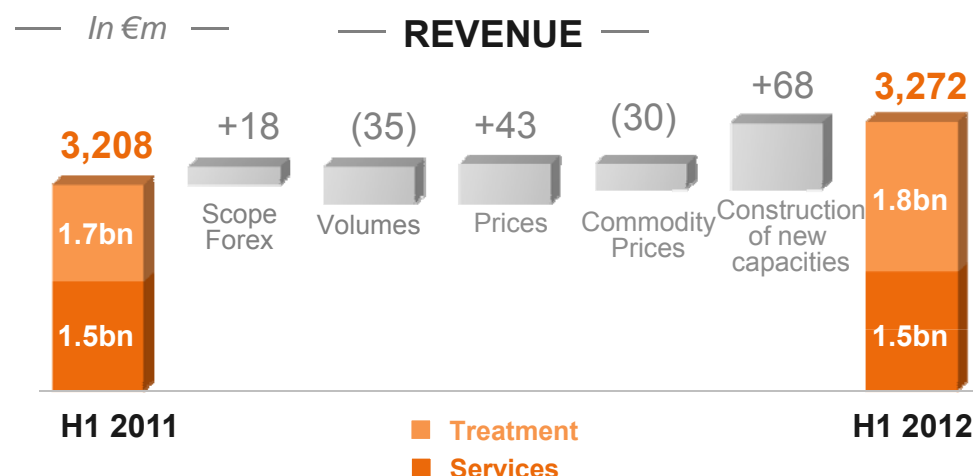 In €m
REVENUE
3,208
+18
(35)
+43
(30)
+68
3,272
Scope
Forex
Volumes
Prices
Commodity
Prices
Construction
of new
capacities
1.7bn
1.5bn
1.8bn
1.5bn
H1 2011
H1 2012
Treatment
Services